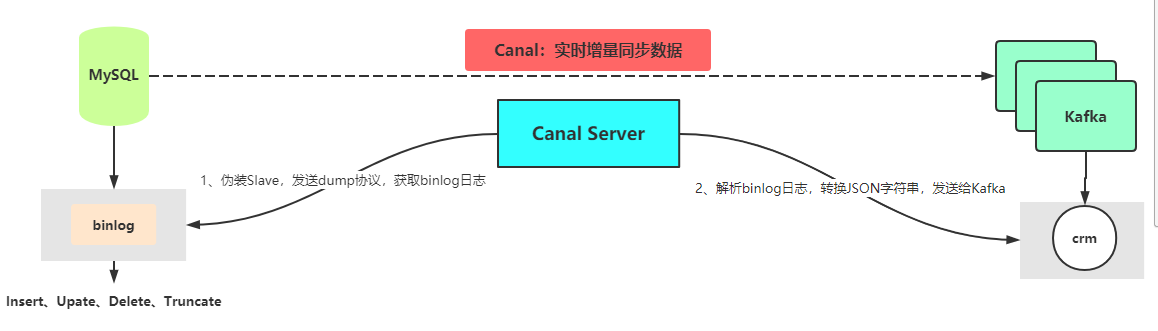 Canal：实时增量同步数据
MySQL
Kafka
Canal Server
1、伪装Slave，发送dump协议，获取binlog日志
2、解析binlog日志，转换JSON字符串，发送给Kafka
binlog
crm
Insert、Upate、Delete、Truncate